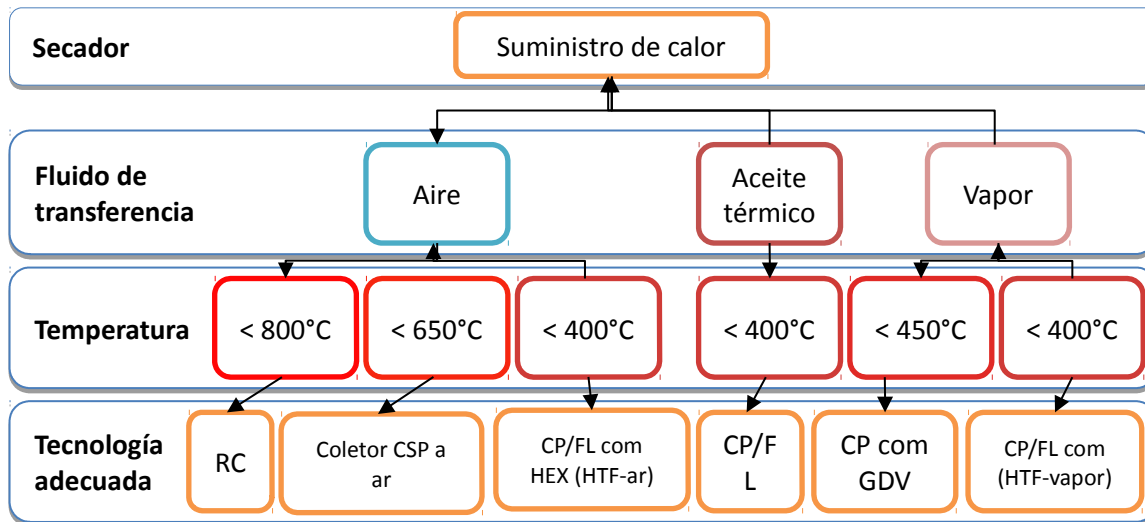 Secador
Suministro de calor
Fluido de
transferencia
Aire
Aceite
térmico
Vapor
Temperatura
< 800°C
< 650°C
< 400°C
< 400°C
< 450°C
< 400°C
Tecnología
adecuada
RC
Coletor CSP a
ar
CP/FL com
HEX (HTF-ar)
CP/F
L
CP com
GDV
CP/FL com
(HTF-vapor)